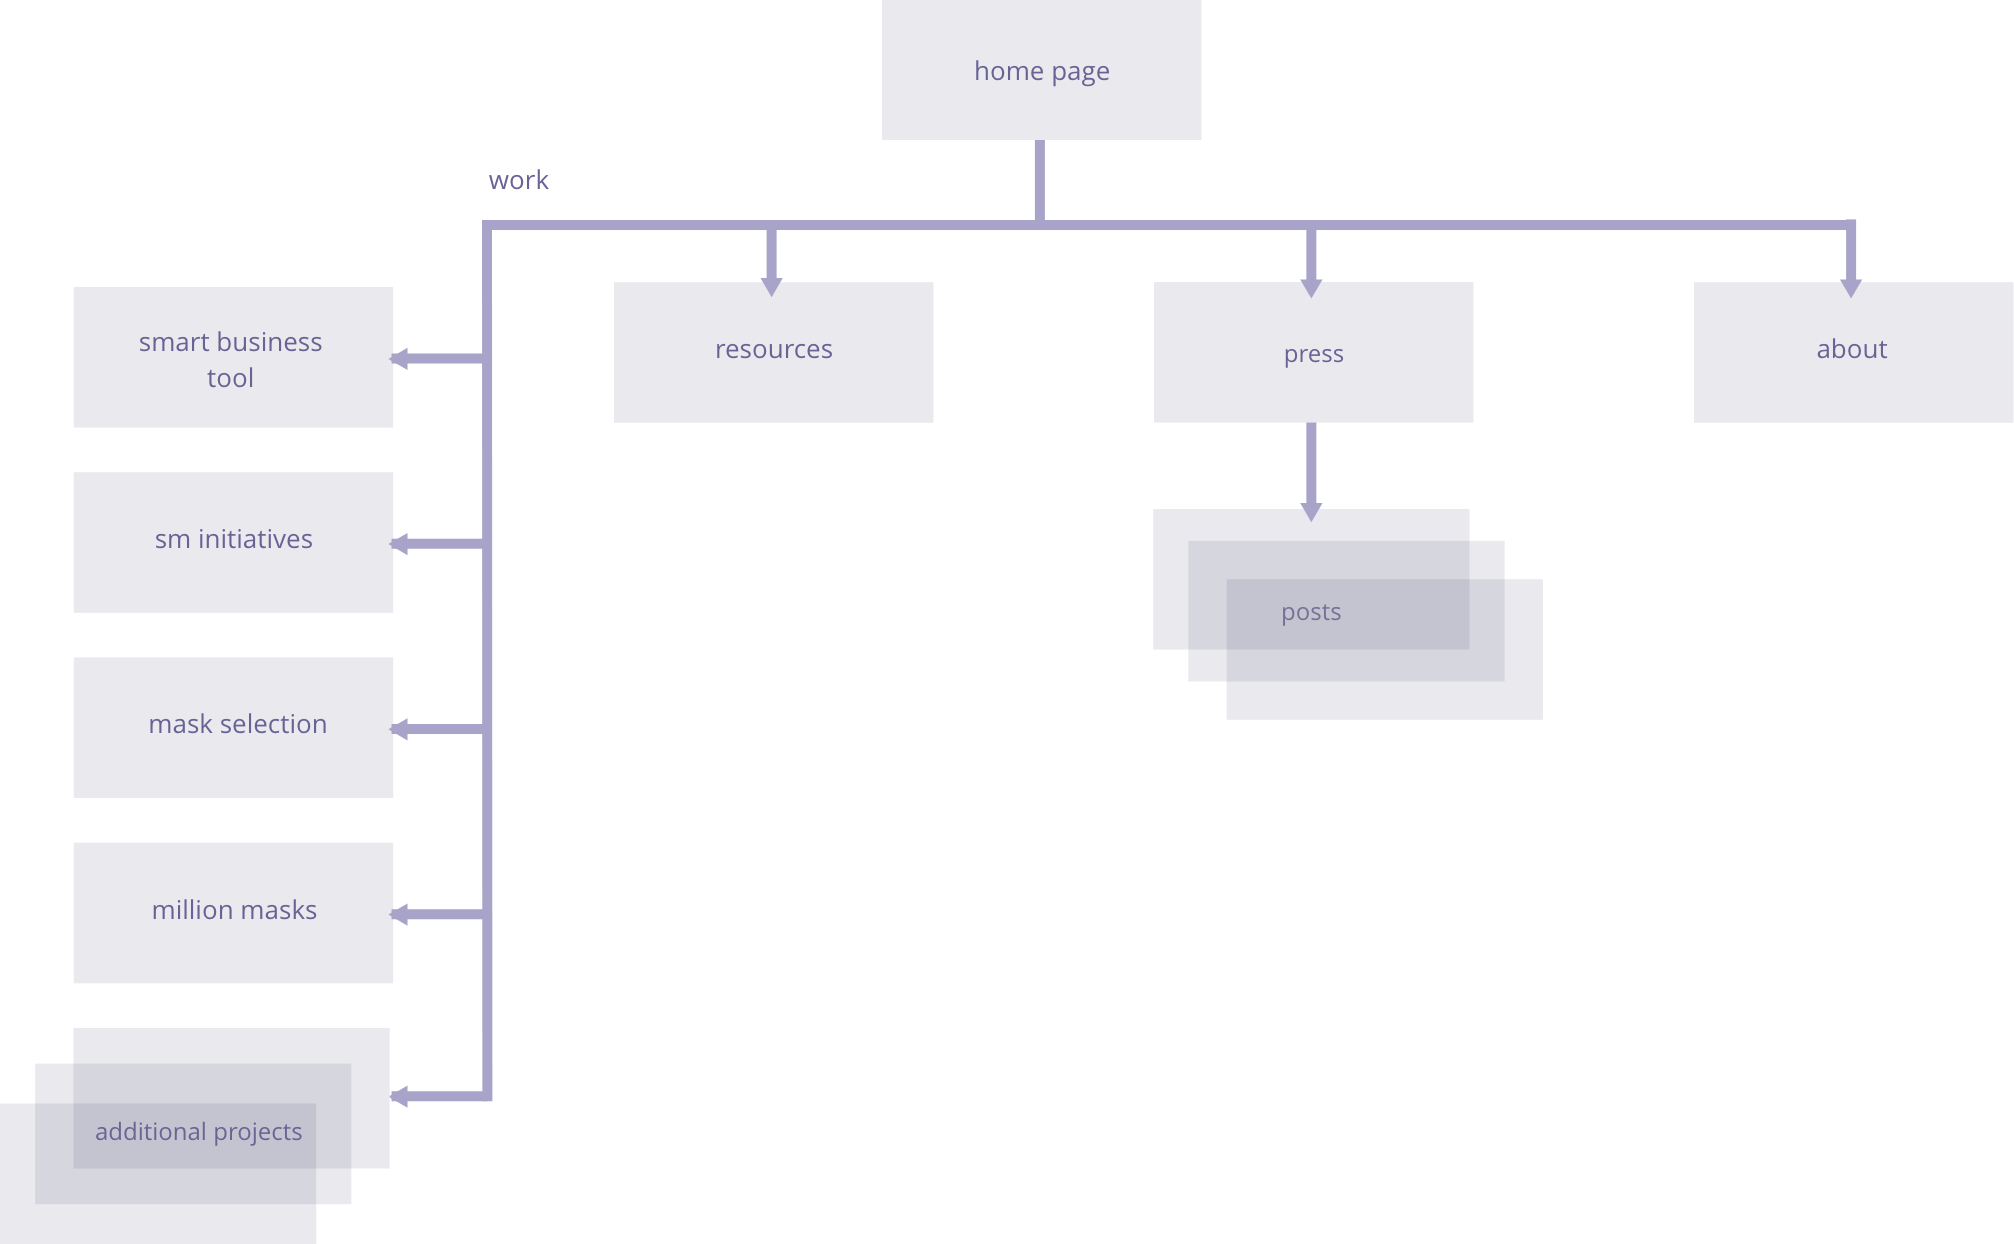 home page
work
smart business
tool
resources
press
about
sm initiatives
posts
mask selection
million masks
additional projects